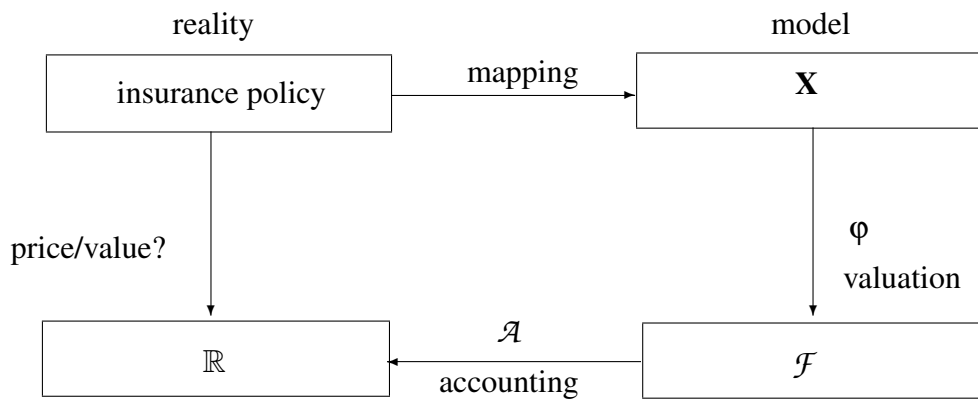 reality
model
insurance policy
mapping
X
price/value?
φ
valuation
ℝ
𝒜
accounting
ℱ